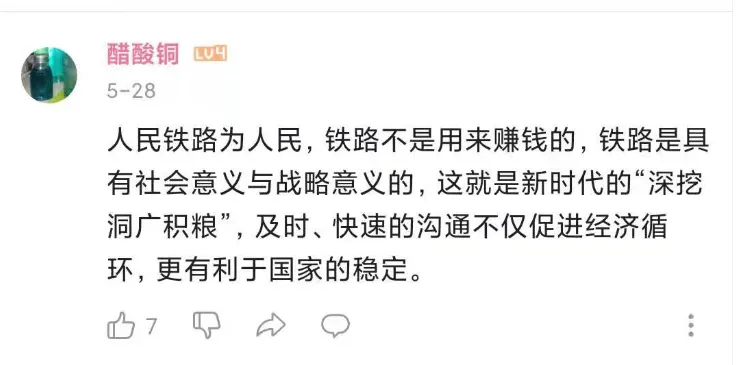 醋酸铜 LV4
5-28
人民铁路为人民，铁路不是用来赚钱的，铁路是具
有社会意义与战略意义的，这就是新时代的“深挖
洞广积粮”，及时、快速的沟通不仅促进经济循
环，更有利于国家的稳定。
7